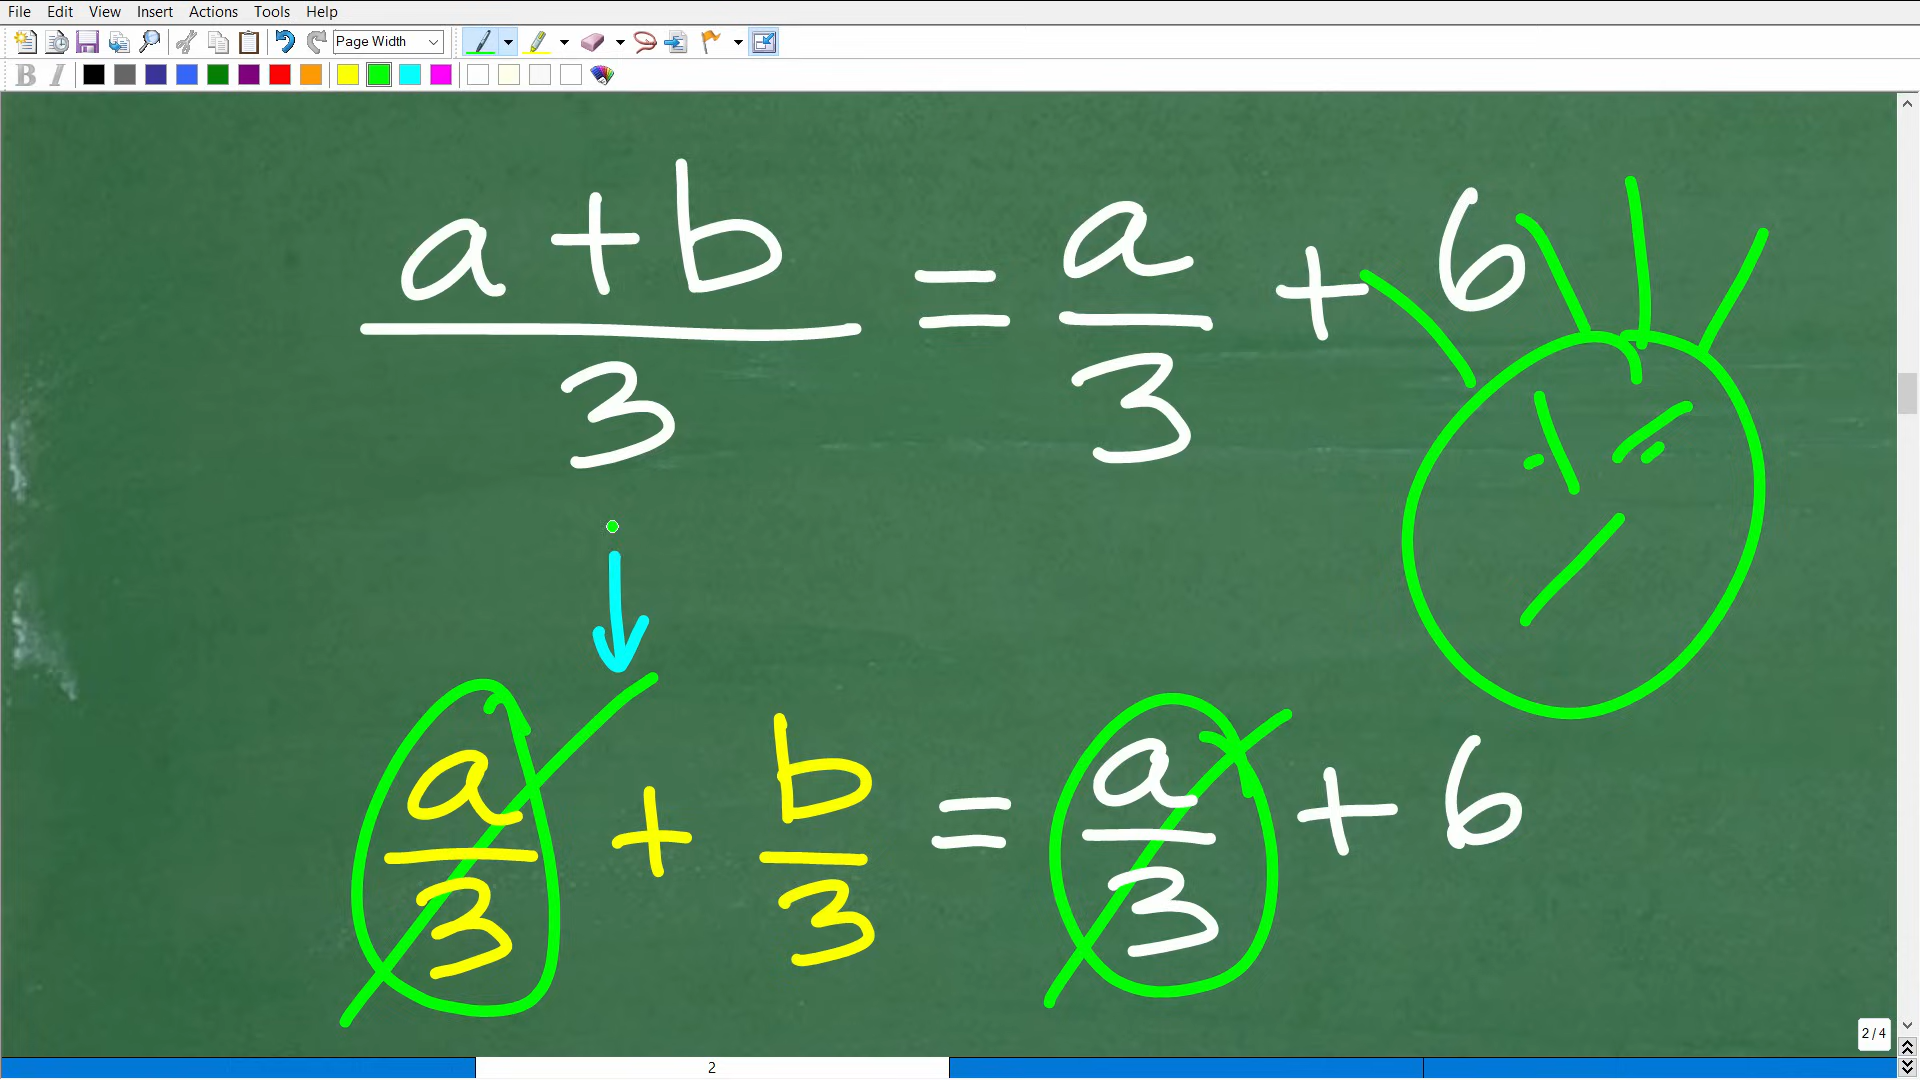 File Edit View Insert Actions Tools Help
Page Width
B I
a + b = a + 6
3 3
a + b = a + 6
3 3 3
2 / 4
2